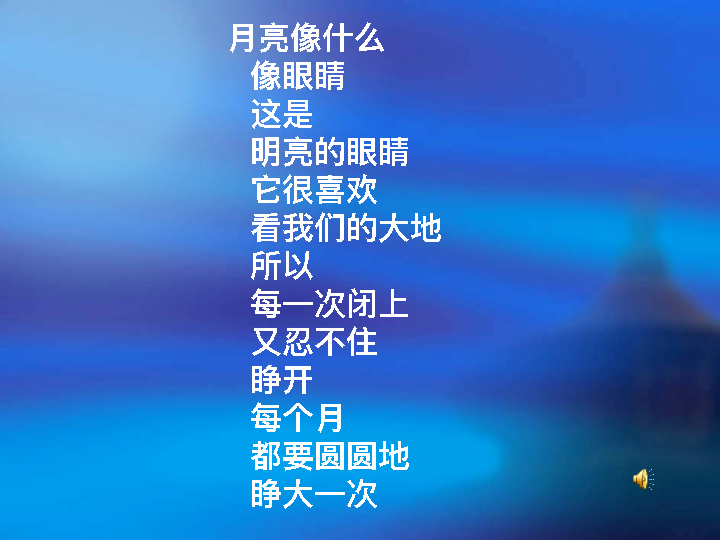 月亮像什么
像眼睛
这是
明亮的眼睛
它很喜欢
看我们的大地
所以
每一次闭上
又忍不住
睁开
每个月
都要圆圆地
睁大一次